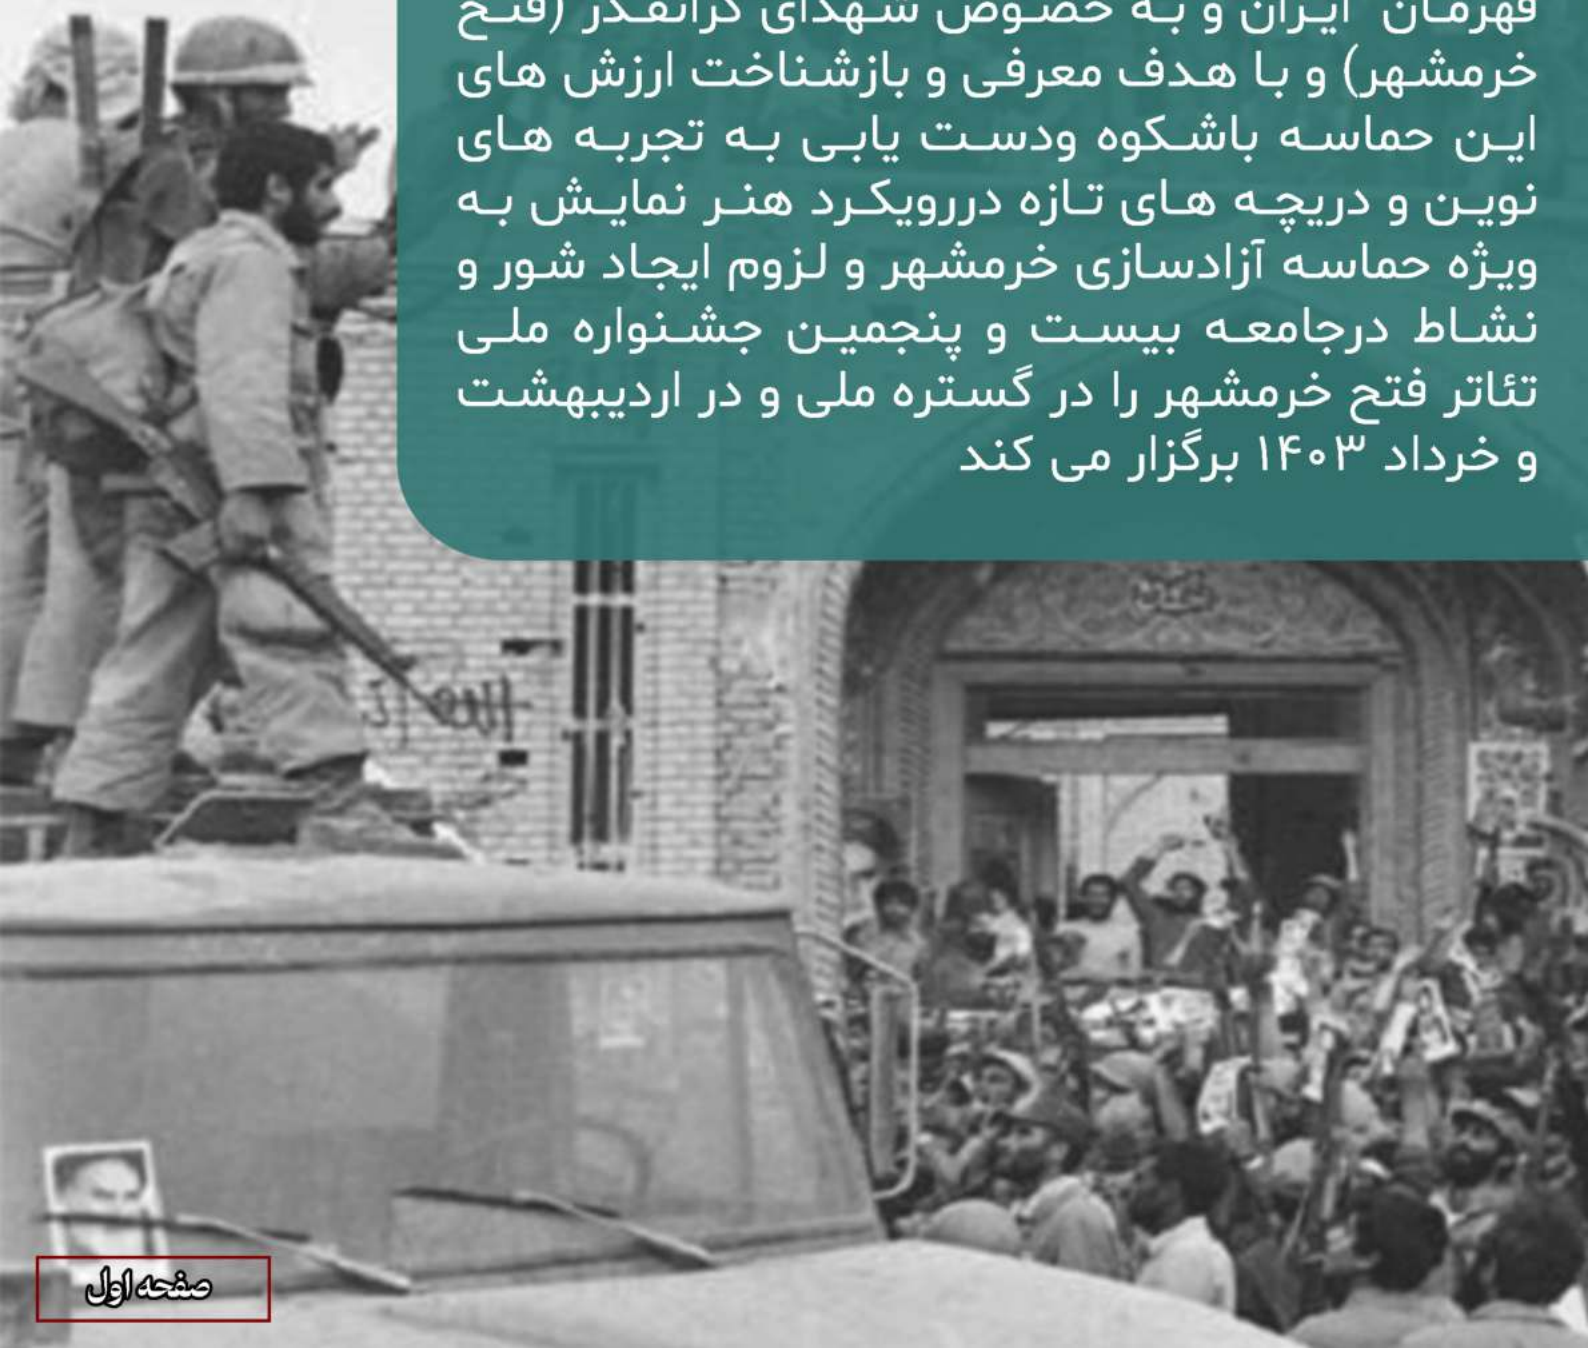 قهرمان ایران و به خصوص شهدای گرانقدر (فتح
خرمشهر) و با هدف معرفی و بازشناخت ارزش های
این حماسه باشکوه ودست یابی به تجربه های
نوین و دریچه های تازه دررویکرد هنر نمایش به
ویژه حماسه آزادسازی خرمشهر و لزوم ایجاد شور و
نشاط درجامعه بیست و پنجمین جشنواره ملی
تئاتر فتح خرمشهر را در گستره ملی و در اردیبهشت
و خرداد ۱۴۰۳ برگزار می کند
صفحه اول